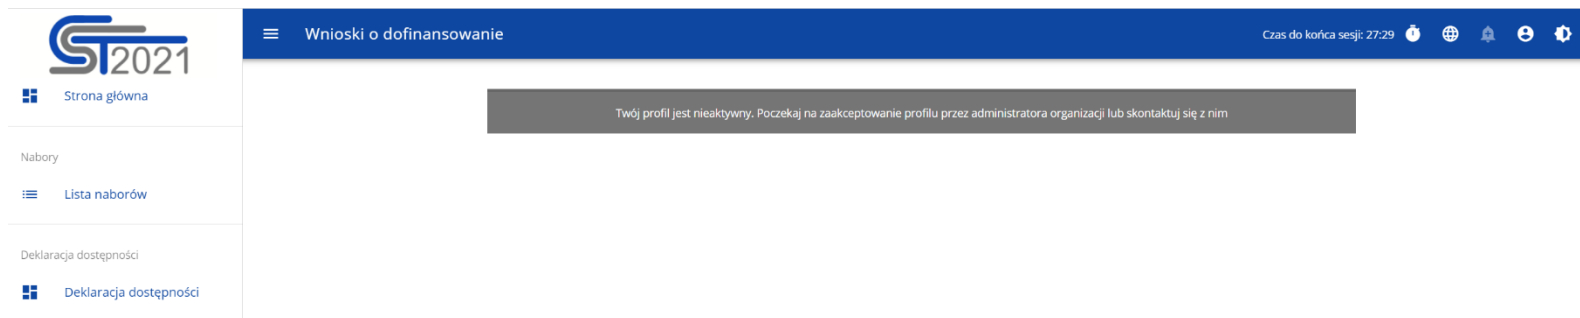 CST2021
Wnioski o dofinansowanie
Czas do końca sesji: 27:29
Strona główna
Nabory
Lista naborów
Deklaracja dostępności
Deklaracja dostępności
Twój profil jest nieaktywny. Poczekaj na zaakceptowanie profilu przez administratora organizacji lub skontaktuj się z nim